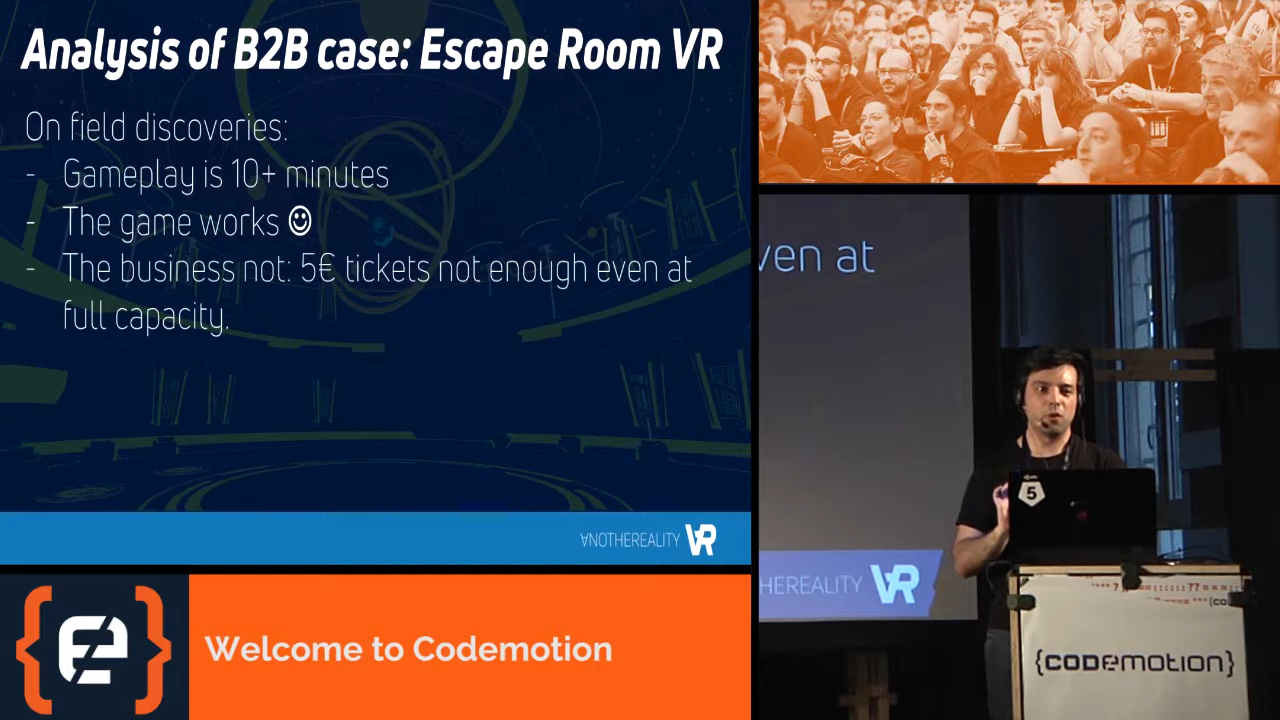 Analysis of B2B case: Escape Room VR
On field discoveries:
- Gameplay is 10+ minutes
- The game works ☺
- The business not: 5€ tickets not enough even at
full capacity.
∀NOTHEREALITY VR
Welcome to Codemotion
ven at
HEREALITY VR
5
{CODEMOTION}